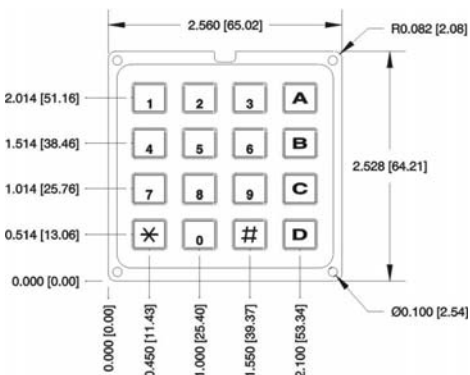 2.560 [65.02]
R0.082 [2.08]
2.014 [51.16]
1 2 3 A
1.514 [38.46]
4 5 6 B
2.528 [64.21]
1.014 [25.76]
7 8 9 C
0.514 [13.06]
* 0 # D
0.000 [0.00]
Ø0.100 [2.54]
0.000 [0.00]
0.450 [11.43]
1.000 [25.40]
1.550 [39.37]
2.100 [53.34]